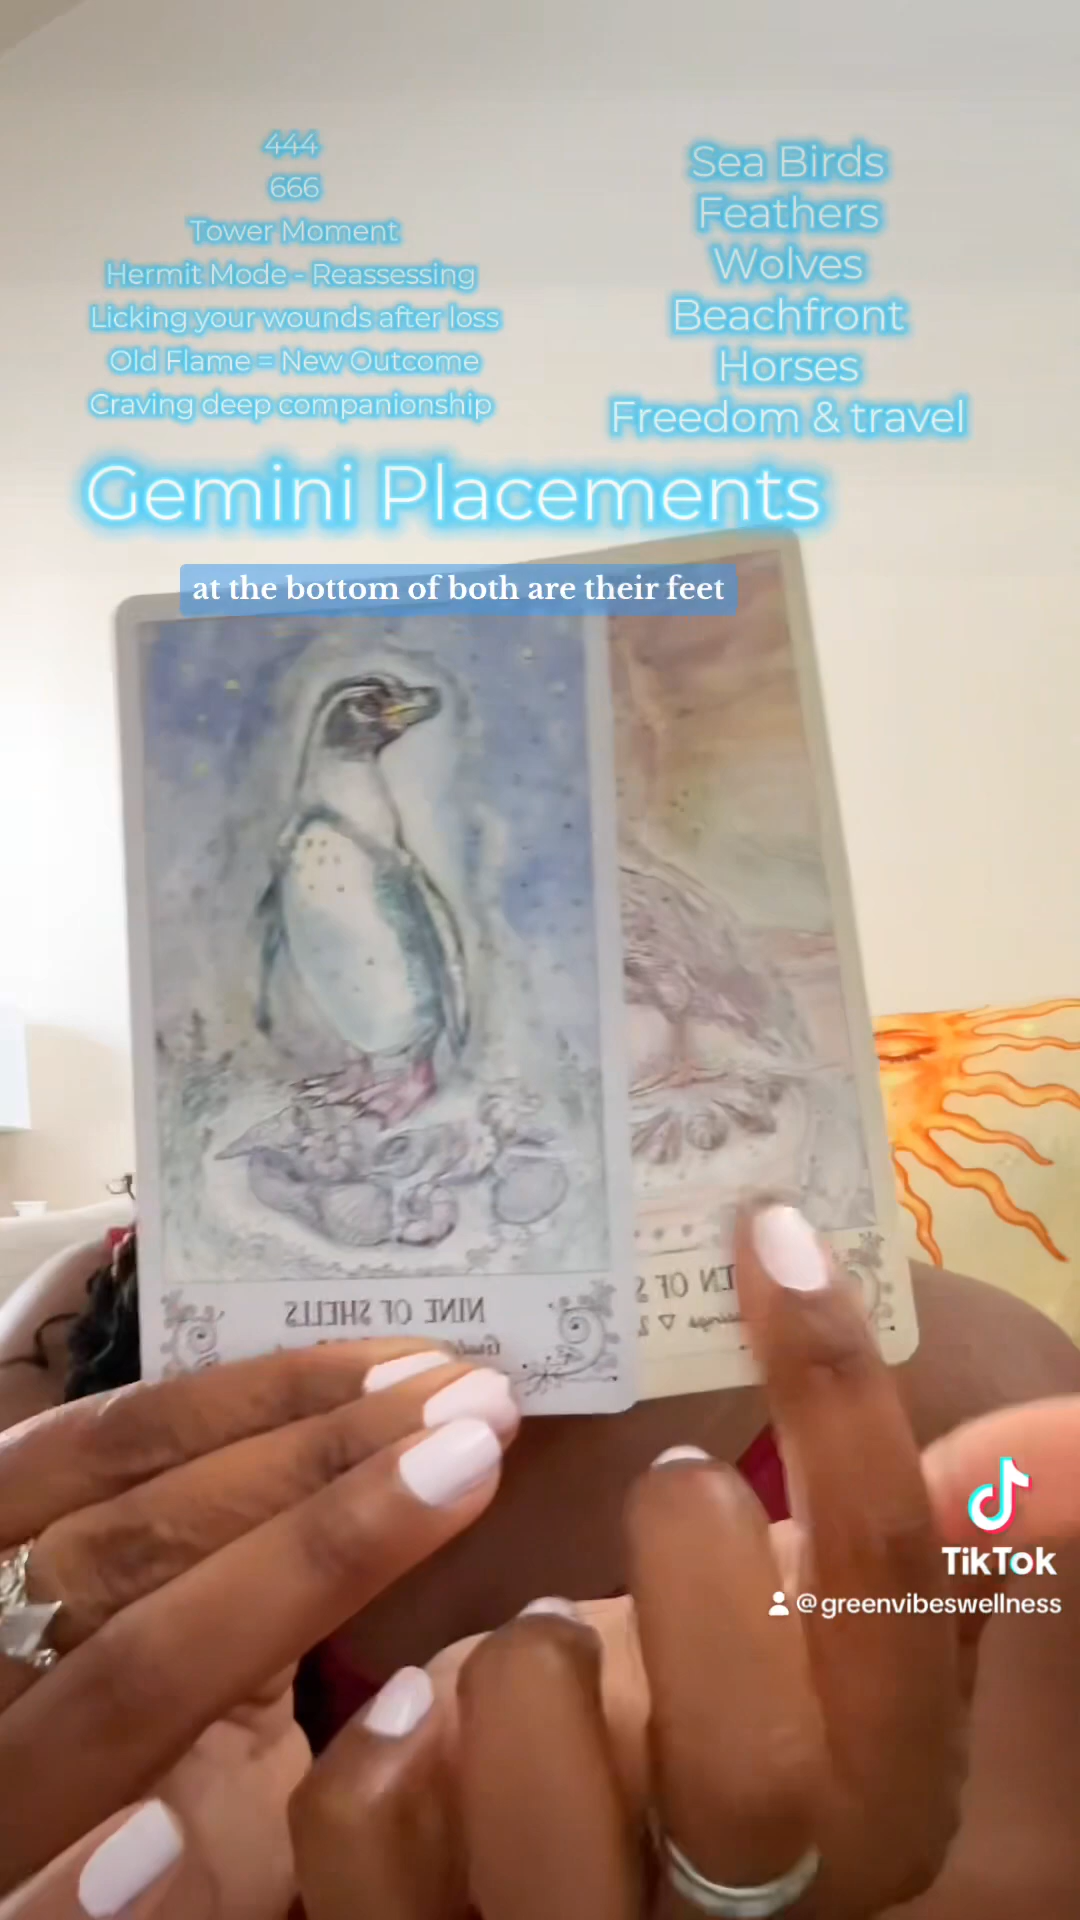 444
666
Tower Moment
Hermit Mode - Reassessing
Licking your wounds after loss
Old Flame = New Outcome
Craving deep companionship
Sea Birds
Feathers
Wolves
Beachfront
Horses
Freedom & travel
Gemini Placements
at the bottom of both are their feet
NINE OF SHELLS
OF
TikTok
@greenvibeswellness